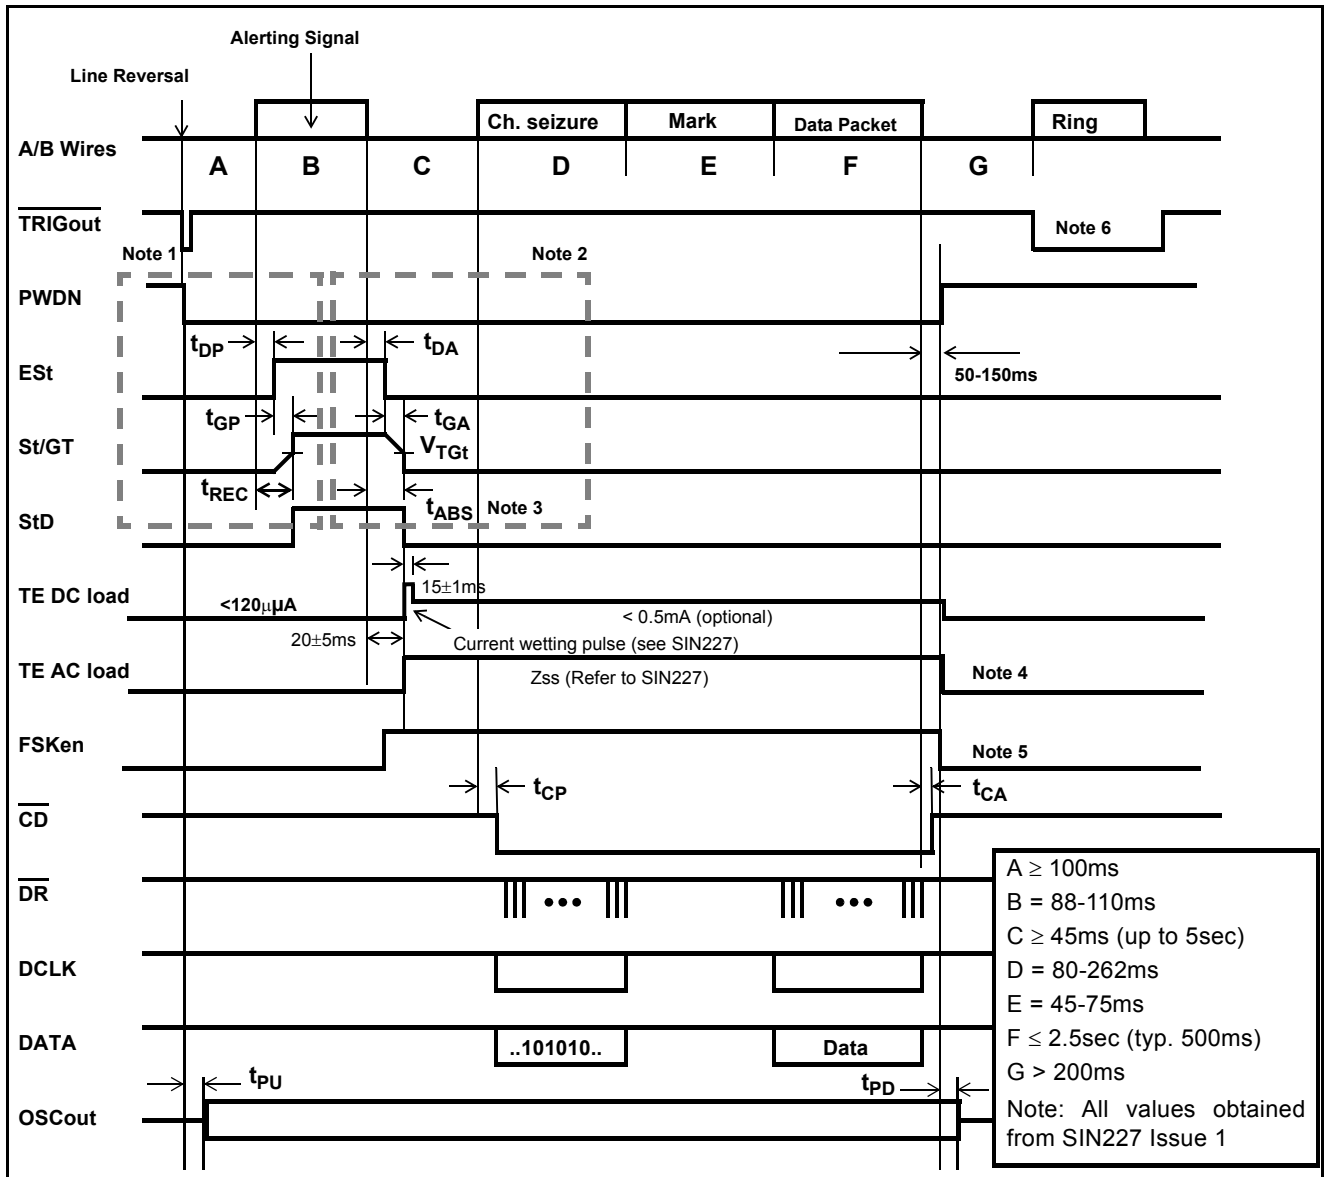 Alerting Signal
Line Reversal
Ch. seizure Mark Data Packet Ring
A/B Wires
A B C D E F G
TRIGout
Note 6
Note 1 Note 2
PWDN
tDP tDA
ESt
50-150ms
tGP tGA
St/GT VTGt
tREC
tABS Note 3
StD
15±1ms
TE DC load
<120µµA
< 0.5mA (optional)
20±5ms
Current wetting pulse (see SIN227)
TE AC load
Zss (Refer to SIN227)
Note 4
FSKen
Note 5
tCP tCA
CD
A ≥ 100ms
DR
B = 88-110ms
C ≥ 45ms (up to 5sec)
DCLK
D = 80-262ms
E = 45-75ms
DATA
..101010.. Data
F ≤ 2.5sec (typ. 500ms)
G > 200ms
tPU tPD
OSCout
Note: All values obtained
from SIN227 Issue 1